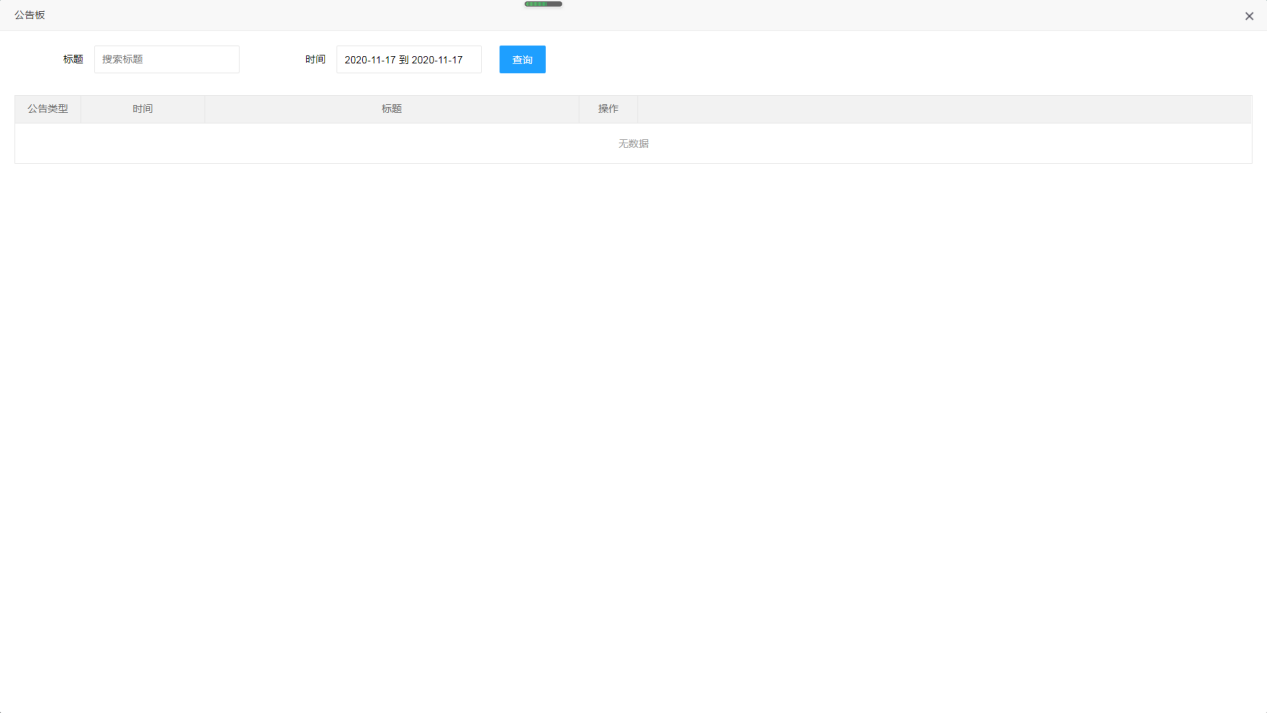 公告板
标题 搜索标题 时间 2020-11-17 到 2020-11-17 查询
公告类型 时间 标题 操作
无数据